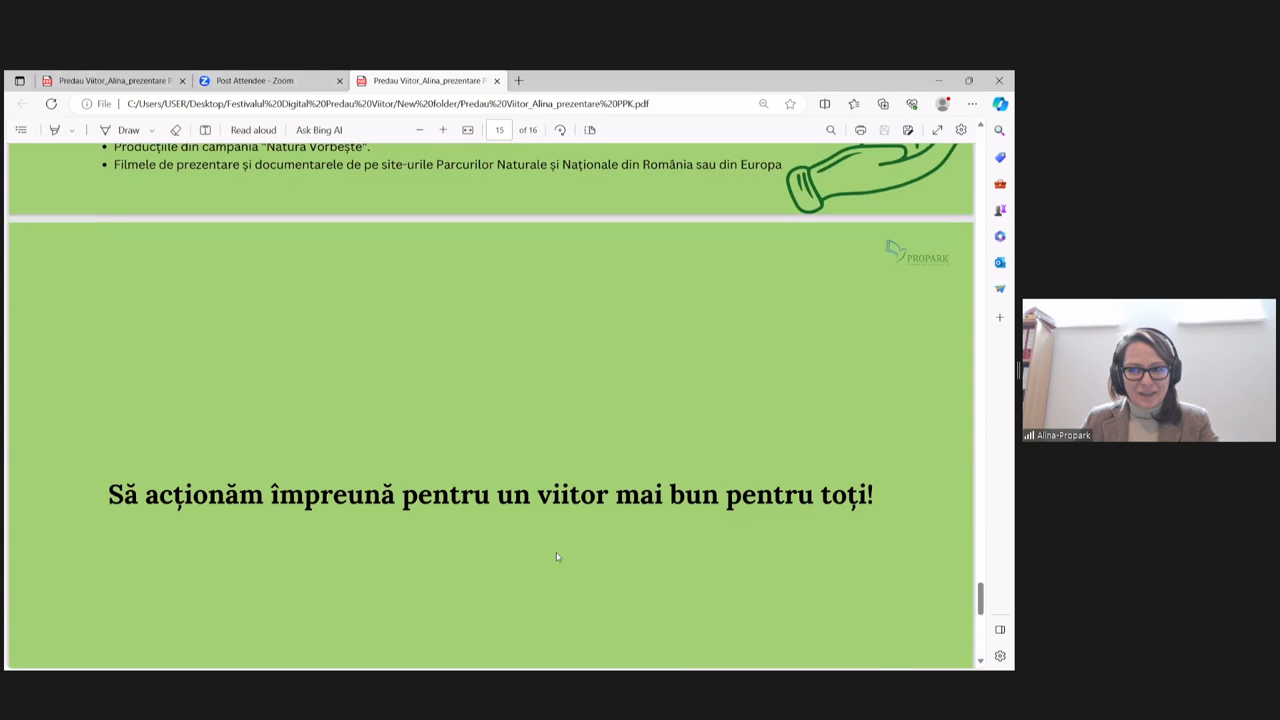 Predau Viitor_Alina_prezentare P
Post Attendee - Zoom
Predau Viitor_Alina_prezentare P
File
C:/Users/USER/Desktop/Festivalul%20Digital%20Predau%20Viitor/New%20folder/Predau%20Viitor_Alina_prezentare%20PPK.pdf
Draw
Read aloud
Ask Bing AI
15
of 16
• Producțiile din campania "Natura Vorbește".
• Filmele de prezentare și documentarele de pe site-urile Parcurilor Naturale și Naționale din România sau din Europa
PROPARK
Să acționăm împreună pentru un viitor mai bun pentru toți!
Alina-Propark